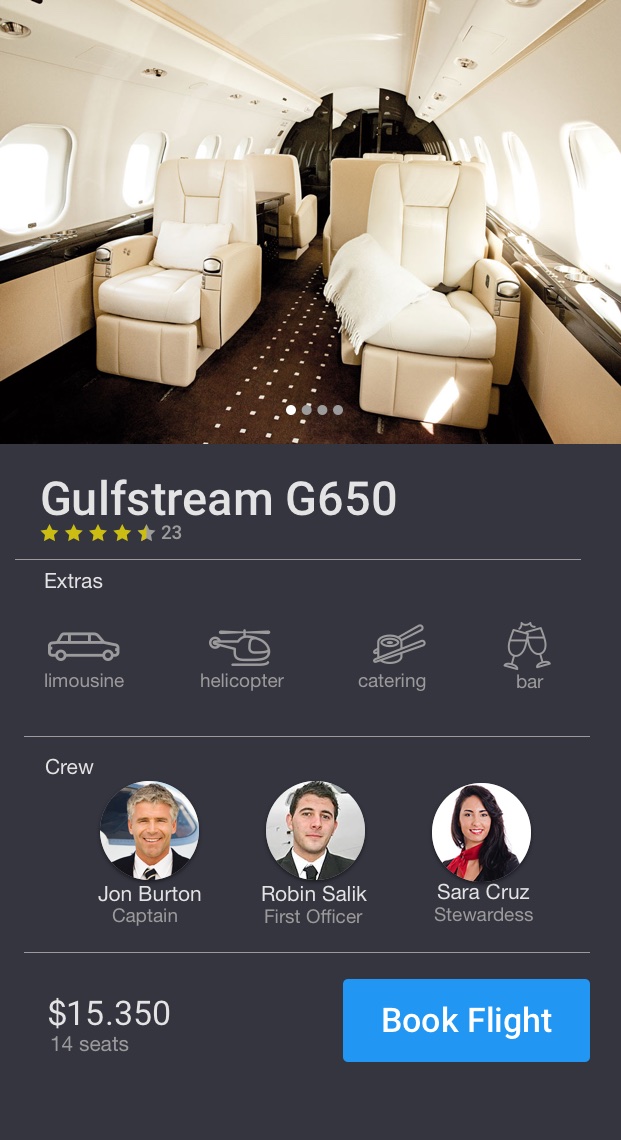 Gulfstream G650
23
Extras
limousine helicopter catering bar
Crew
Jon Burton Robin Salik Sara Cruz
Captain First Officer Stewardess
$15.350
14 seats
Book Flight